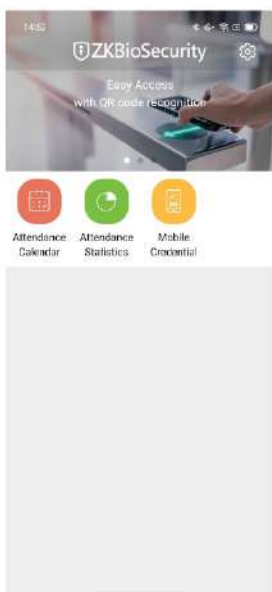 14:52
ZKBioSecurity
Easy Access
with QR code recognition
Attendance Attendance Mobile
Calendar Statistics Credential